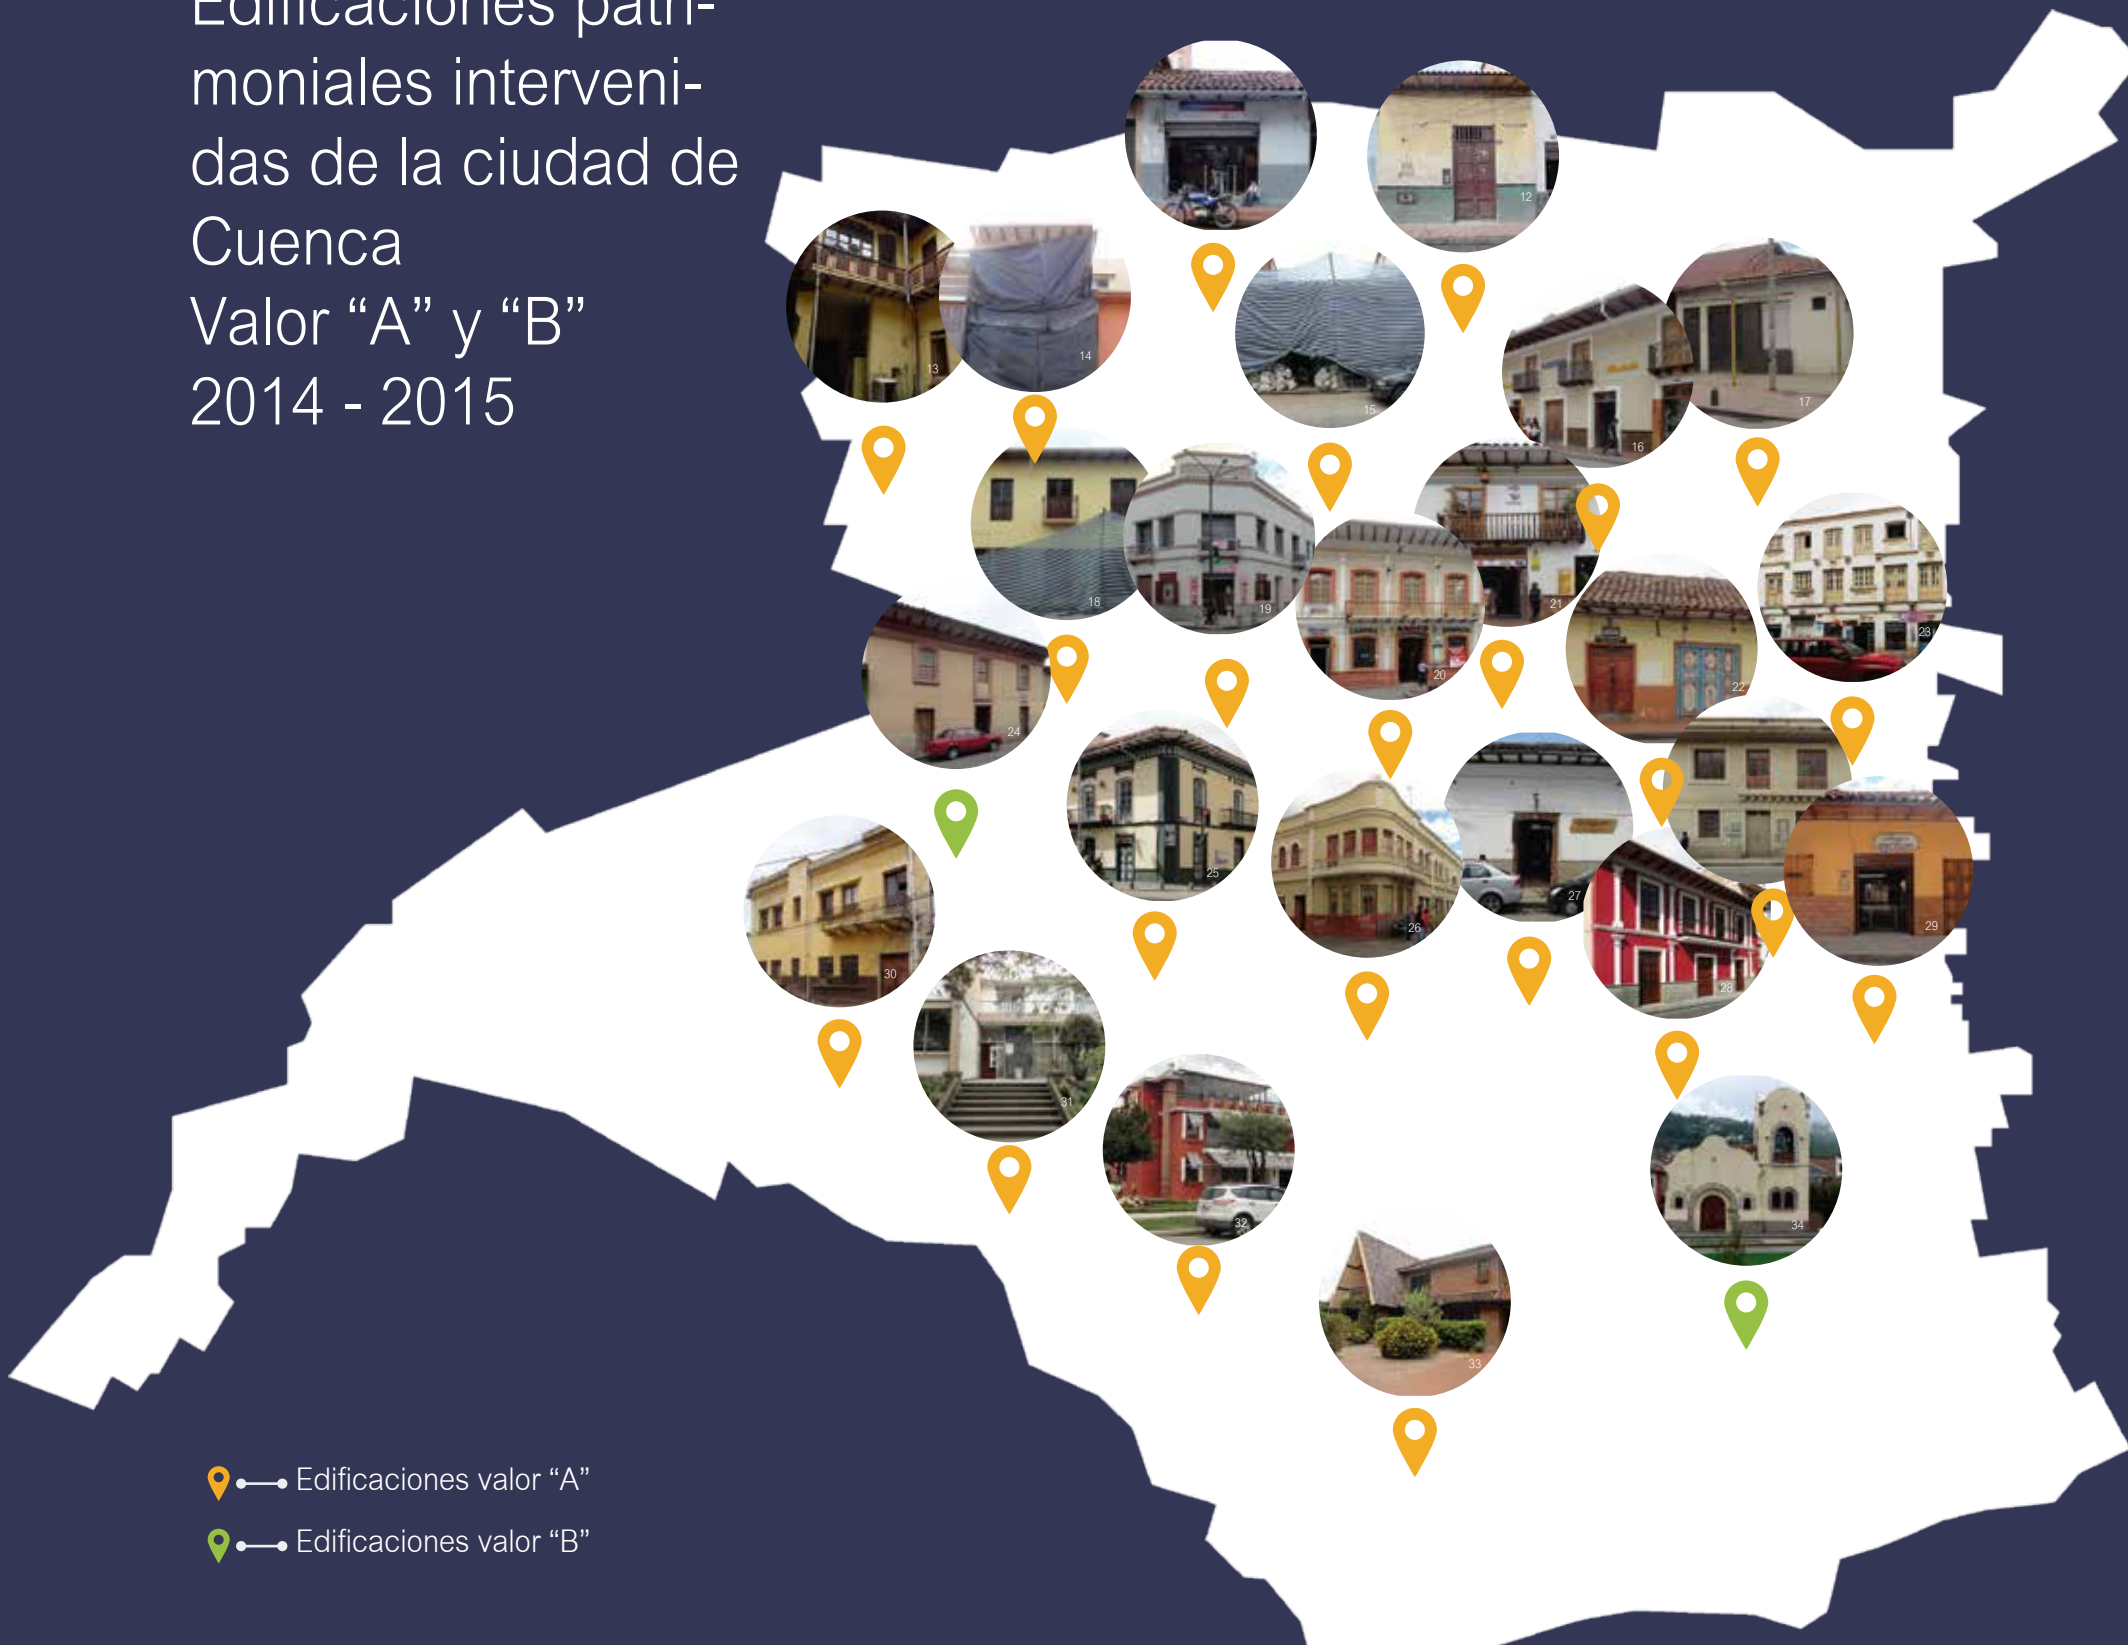 Edificaciones patri-
moniales interveni-
das de la ciudad de
Cuenca
Valor “A” y “B”
2014 - 2015
12
13
14
15
16
17
18
19
20
21
22
23
24
25
26
27
28
29
30
31
32
33
34
Edificaciones valor “A”
Edificaciones valor “B”